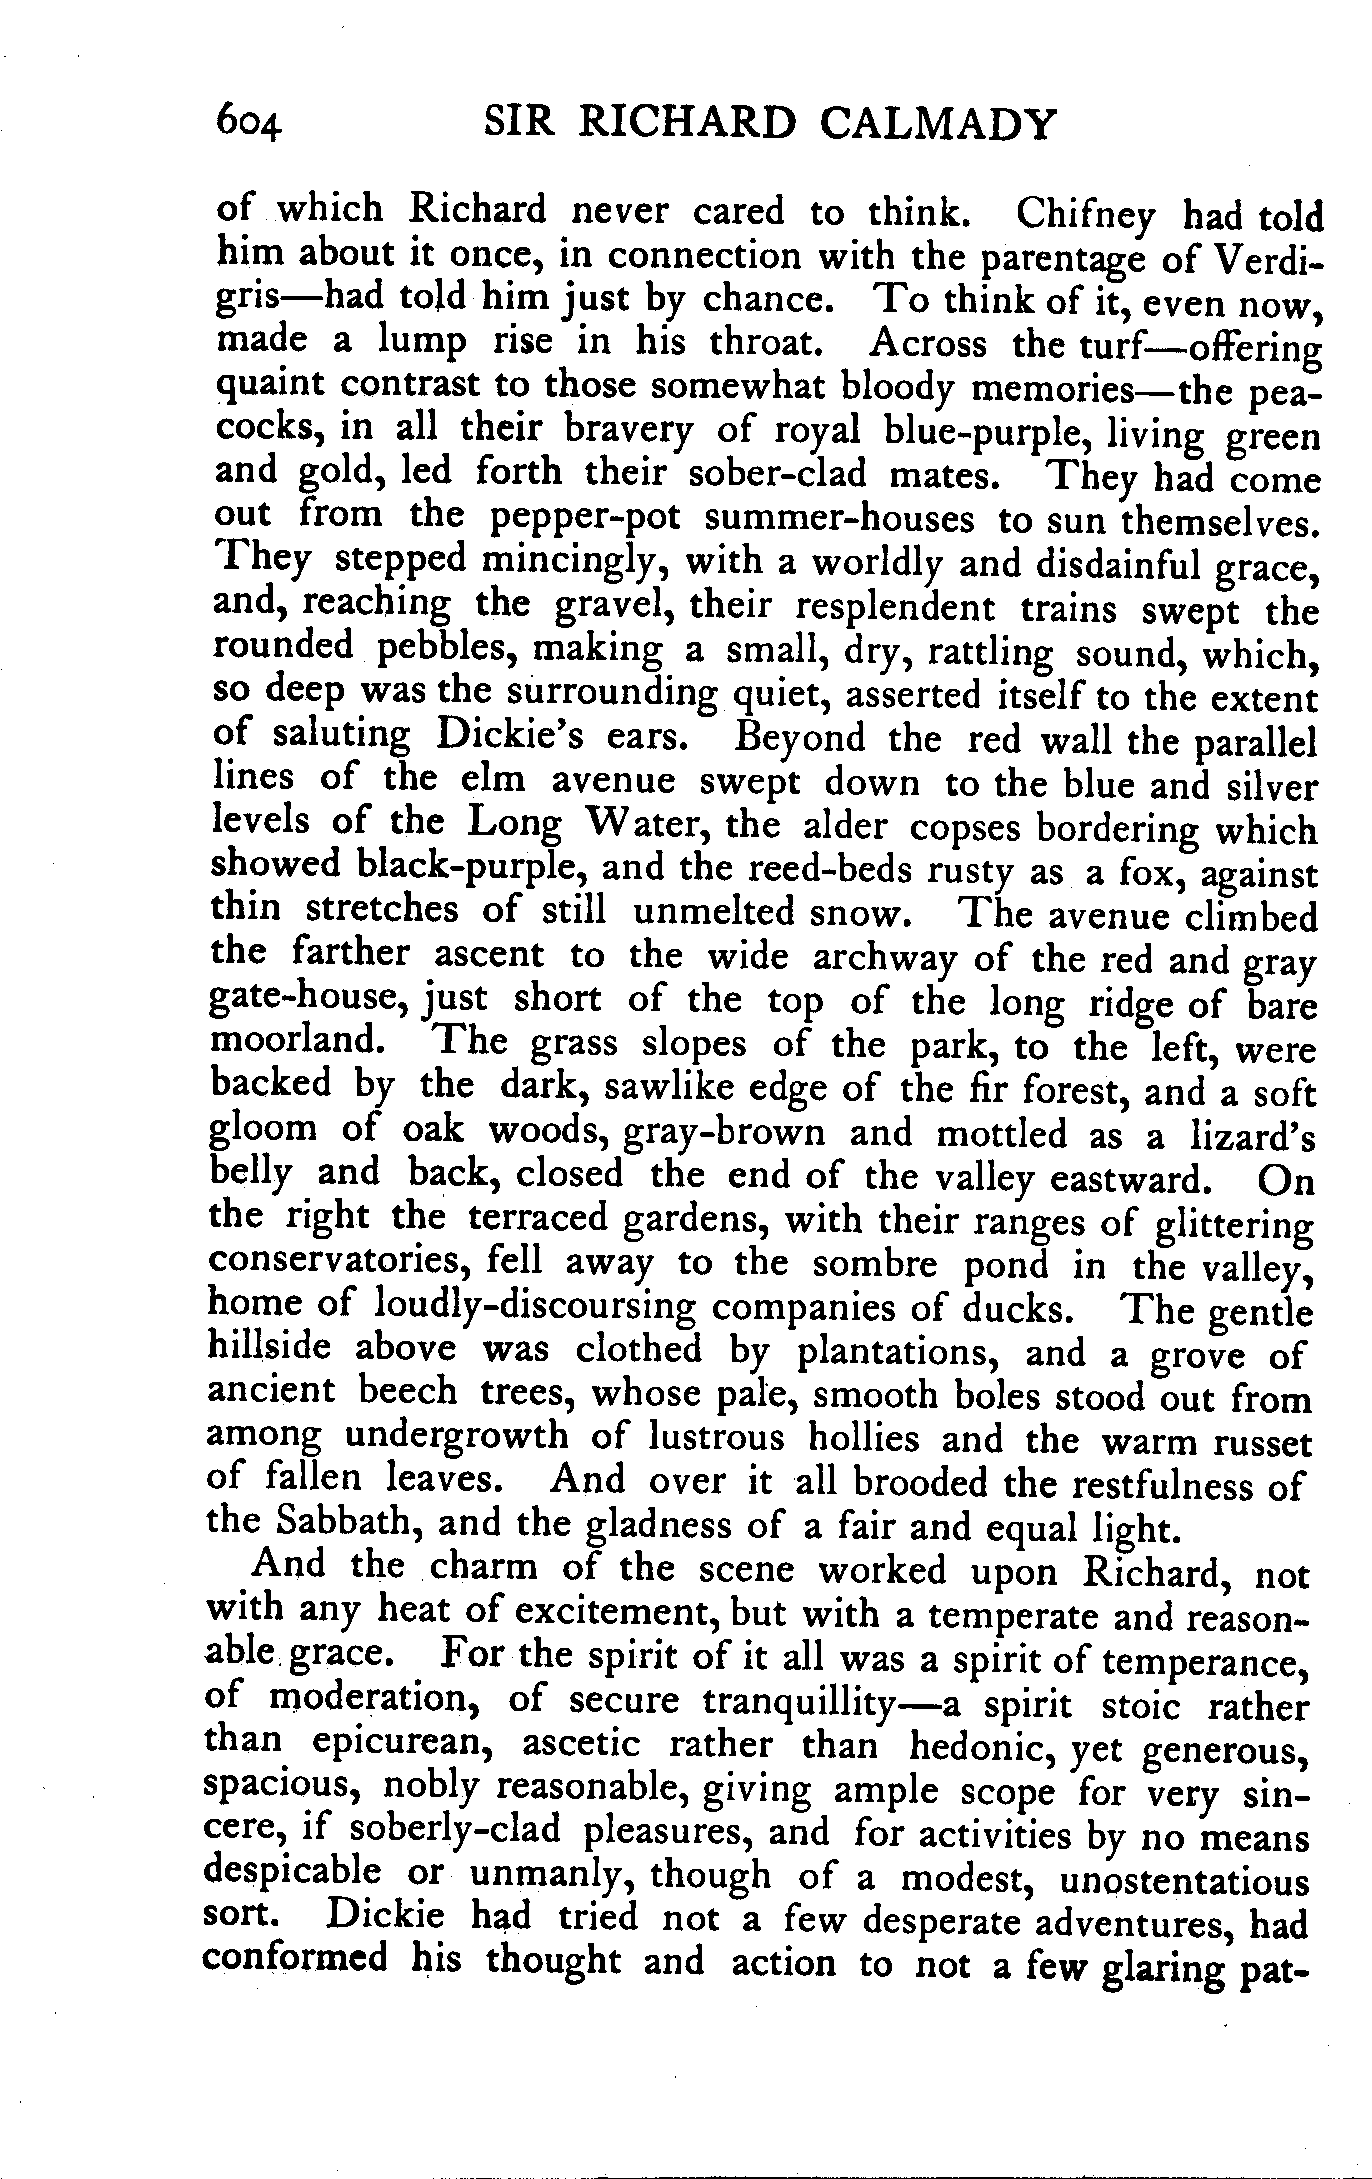 604 SIR RICHARD CALMADY
of which Richard never cared to think. Chifney had told
him about it once, in connection with the parentage of Verdi-
gris—had told him just by chance. To think of it, even now,
made a lump rise in his throat. Across the turf—offering
quaint contrast to those somewhat bloody memories—the pea-
cocks, in all their bravery of royal blue-purple, living green
and gold, led forth their sober-clad mates. They had come
out from the pepper-pot summer-houses to sun themselves.
They stepped mincingly, with a worldly and disdainful grace,
and, reaching the gravel, their resplendent trains swept the
rounded pebbles, making a small, dry, rattling sound, which,
so deep was the surrounding quiet, asserted itself to the extent
of saluting Dickie's ears. Beyond the red wall the parallel
lines of the elm avenue swept down to the blue and silver
levels of the Long Water, the alder copses bordering which
showed black-purple, and the reed-beds rusty as a fox, against
thin stretches of still unmelted snow. The avenue climbed
the farther ascent to the wide archway of the red and gray
gate-house, just short of the top of the long ridge of bare
moorland. The grass slopes of the park, to the left, were
backed by the dark, sawlike edge of the fir forest, and a soft
gloom of oak woods, gray-brown and mottled as a lizard's
belly and back, closed the end of the valley eastward. On
the right the terraced gardens, with their ranges of glittering
conservatories, fell away to the sombre pond in the valley,
home of loudly-discoursing companies of ducks. The gentle
hillside above was clothed by plantations, and a grove of
ancient beech trees, whose pale, smooth boles stood out from
among undergrowth of lustrous hollies and the warm russet
of fallen leaves. And over it all brooded the restfulness of
the Sabbath, and the gladness of a fair and equal light.
And the charm of the scene worked upon Richard, not
with any heat of excitement, but with a temperate and reason-
able grace. For the spirit of it all was a spirit of temperance,
of moderation, of secure tranquillity—a spirit stoic rather
than epicurean, ascetic rather than hedonic, yet generous,
spacious, nobly reasonable, giving ample scope for very sin-
cere, if soberly-clad pleasures, and for activities by no means
despicable or unmanly, though of a modest, unostentatious
sort. Dickie had tried not a few desperate adventures, had
conformed his thought and action to not a few glaring pat-